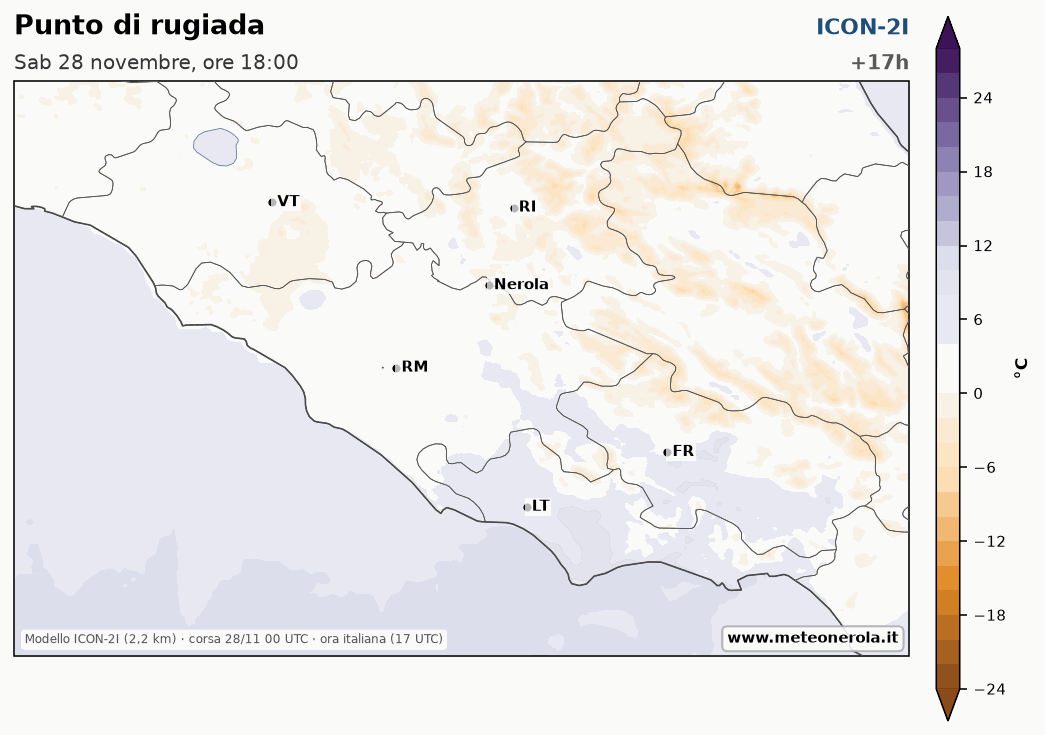 Punto di rugiada
ICON-2I
Sab 28 novembre, ore 18:00
+17h
24
18
12
6
0
−6
−12
−18
−24
°C
VT
RI
Nerola
RM
FR
LT
Modello ICON-2I (2,2 km) · corsa 28/11 00 UTC · ora italiana (17 UTC)
www.meteonerola.it